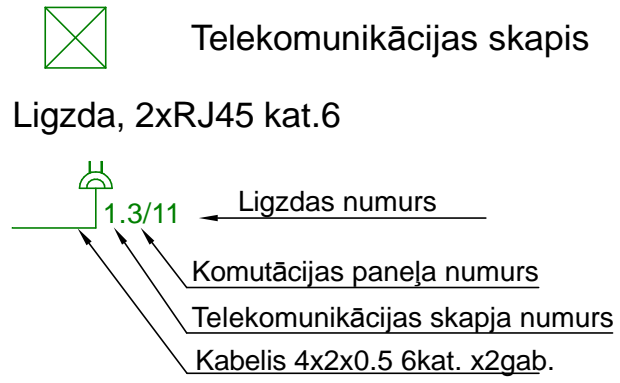 Telekomunikācijas skapis
Ligzda, 2xRJ45 kat.6
1.3/11 Ligzdas numurs
Komutācijas paneļa numurs
Telekomunikācijas skapja numurs
Kabelis 4x2x0.5 6kat. x2gab.